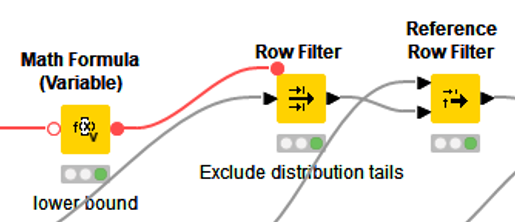 Reference
Row Filter
Row Filter
Math Formula
(Variable)
Exclude distribution tails
lower bound